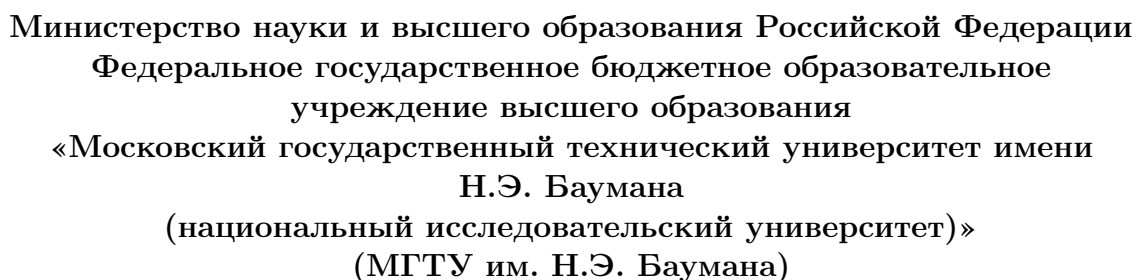 Министерство науки и высшего образования Российской Федерации
Федеральное государственное бюджетное образовательное
учреждение высшего образования
«Московский государственный технический университет имени
Н.Э. Баумана
(национальный исследовательский университет)»
(МГТУ им. Н.Э. Баумана)